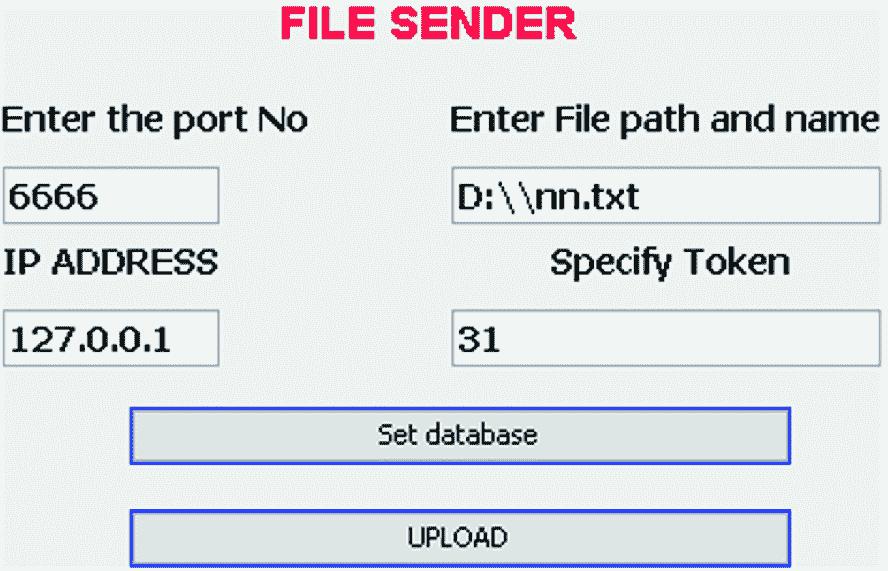 FILE SENDER
Enter the port No
Enter File path and name
6666
D:\\nn.txt
IP ADDRESS
Specify Token
127.0.0.1
31
Set database
UPLOAD